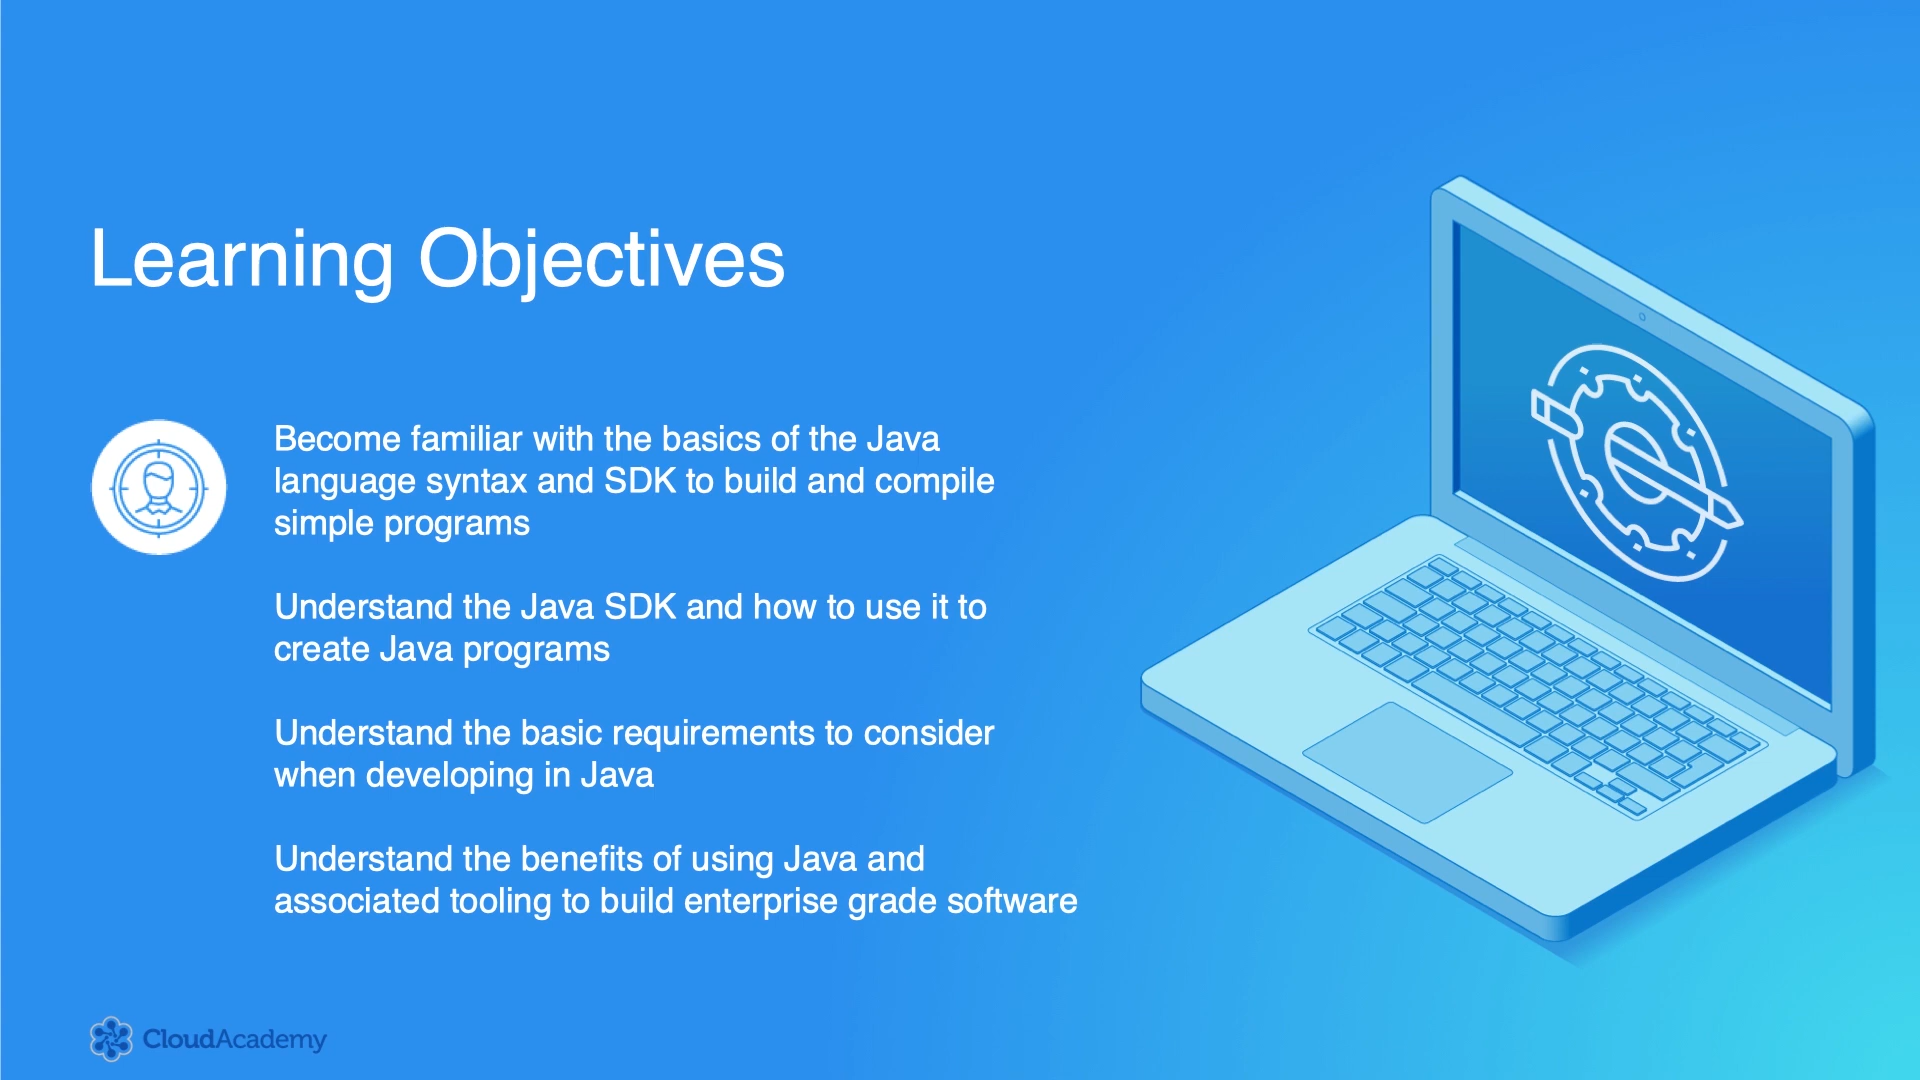 Learning Objectives
Become familiar with the basics of the Java
language syntax and SDK to build and compile
simple programs
Understand the Java SDK and how to use it to
create Java programs
Understand the basic requirements to consider
when developing in Java
Understand the benefits of using Java and
associated tooling to build enterprise grade software
CloudAcademy